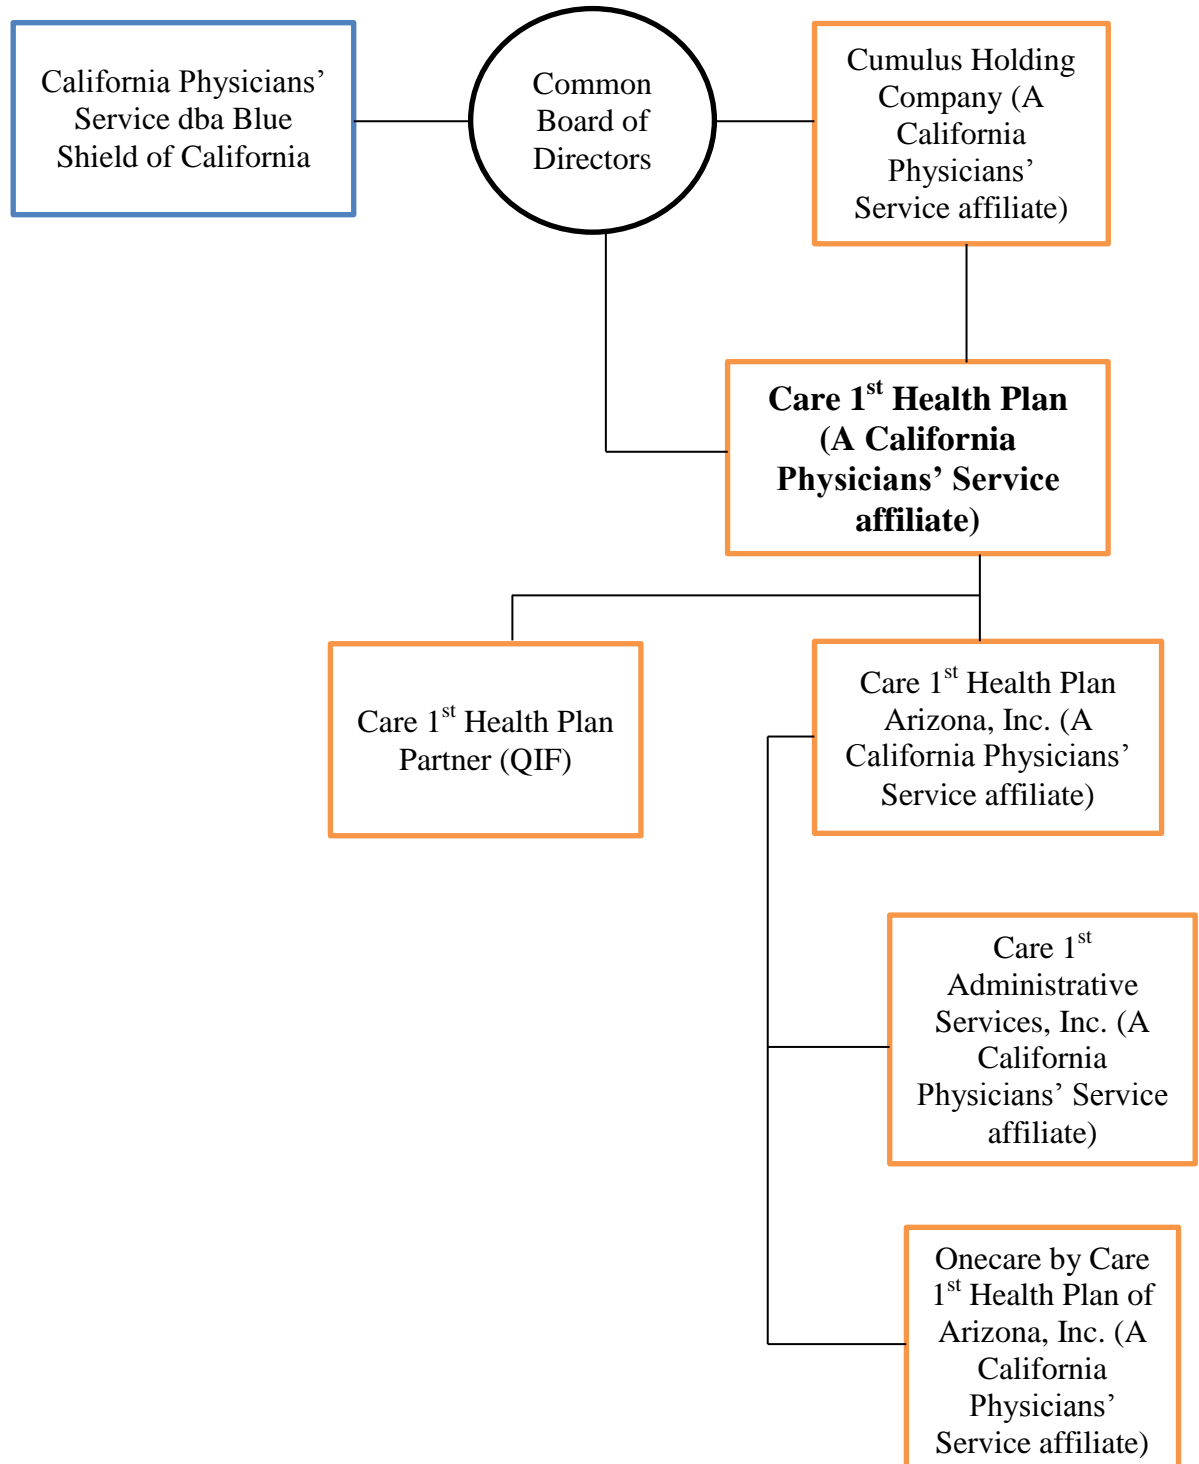 California Physicians’
Service dba Blue
Shield of California
Common
Board of
Directors
Cumulus Holding
Company (A
California
Physicians’
Service affiliate)
Care 1st Health Plan
(A California
Physicians’ Service
affiliate)
Care 1st Health Plan
Partner (QIF)
Care 1st Health Plan
Arizona, Inc. (A
California Physicians’
Service affiliate)
Care 1st
Administrative
Services, Inc. (A
California
Physicians’ Service
affiliate)
Onecare by Care
1st Health Plan of
Arizona, Inc. (A
California
Physicians’
Service affiliate)